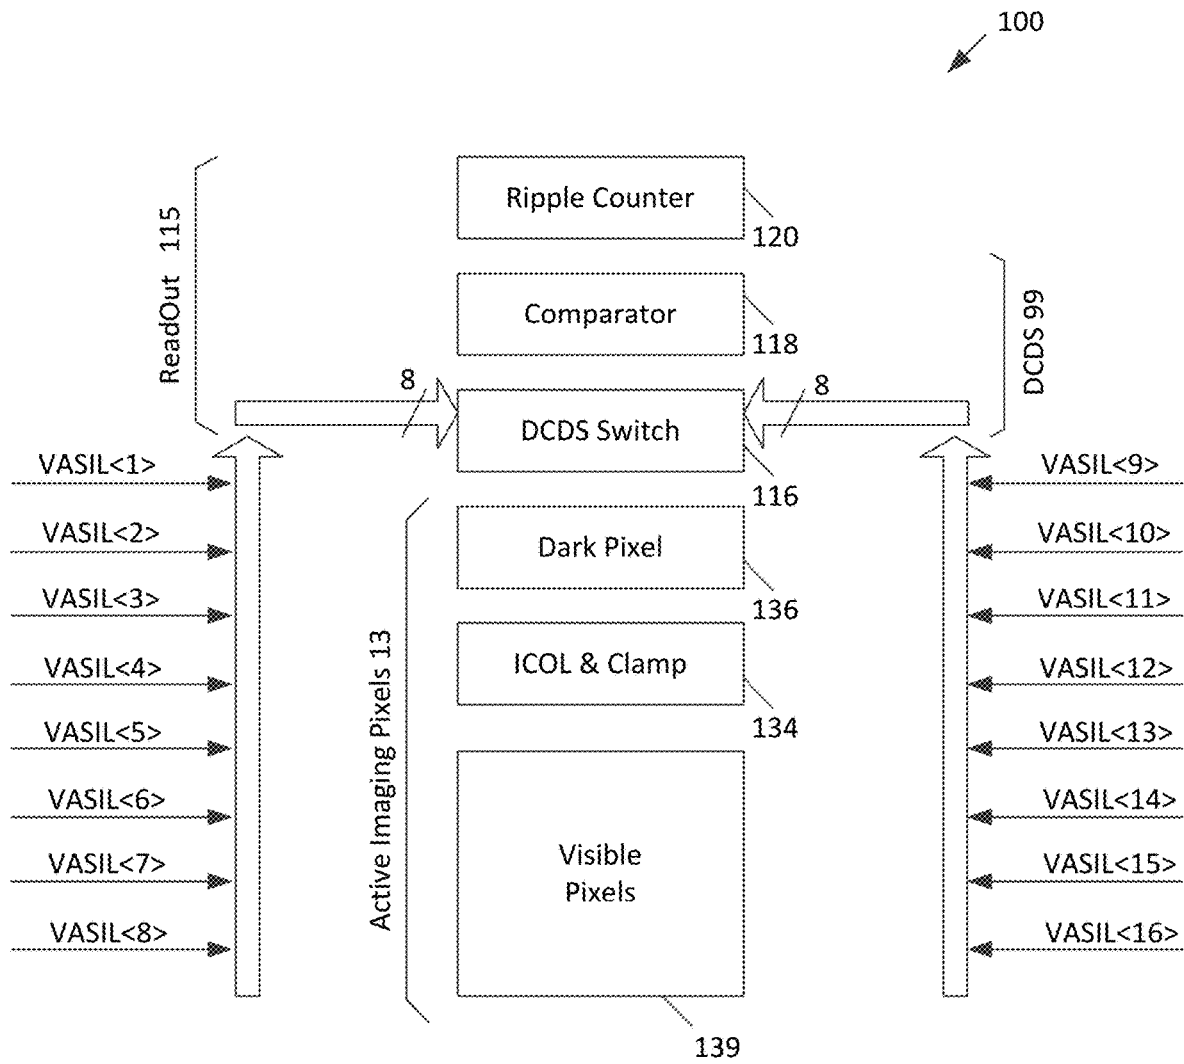 100
Ripple Counter
120
ReadOut 115
Comparator
118
DCDS 99
8
8
DCDS Switch
116
VASIL<1>
VASIL<2>
VASIL<3>
VASIL<4>
VASIL<5>
VASIL<6>
VASIL<7>
VASIL<8>
VASIL<9>
VASIL<10>
VASIL<11>
VASIL<12>
VASIL<13>
VASIL<14>
VASIL<15>
VASIL<16>
Active Imaging Pixels 13
Dark Pixel
136
ICOL & Clamp
134
Visible
Pixels
139